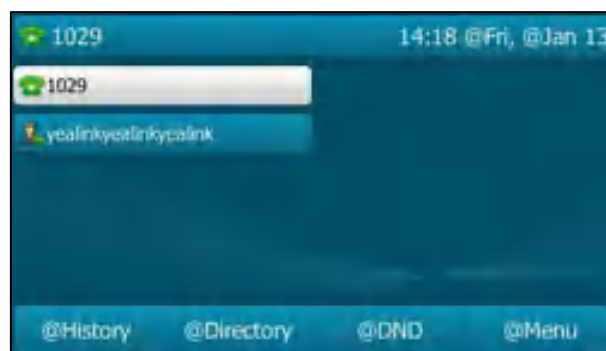 1029 14:18 @Fri, @Jan 13
1029
yealinkyealinkyealink
@History @Directory @DND @Menu